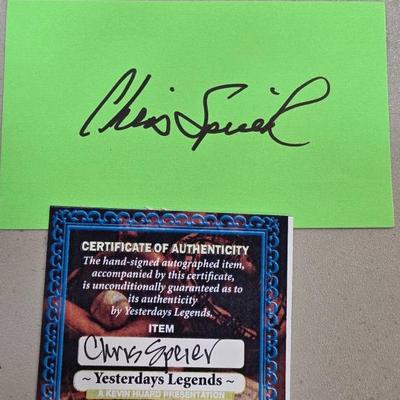 Chris Speier
CERTIFICATE OF AUTHENTICITY
The hand-signed autographed item,
accompanied by this certificate,
is unconditionally guaranteed as to
its authenticity
by Yesterdays Legends.
ITEM
Chris Speier
~ Yesterdays Legends ~
A KEVIN HUARD PRESENTATION